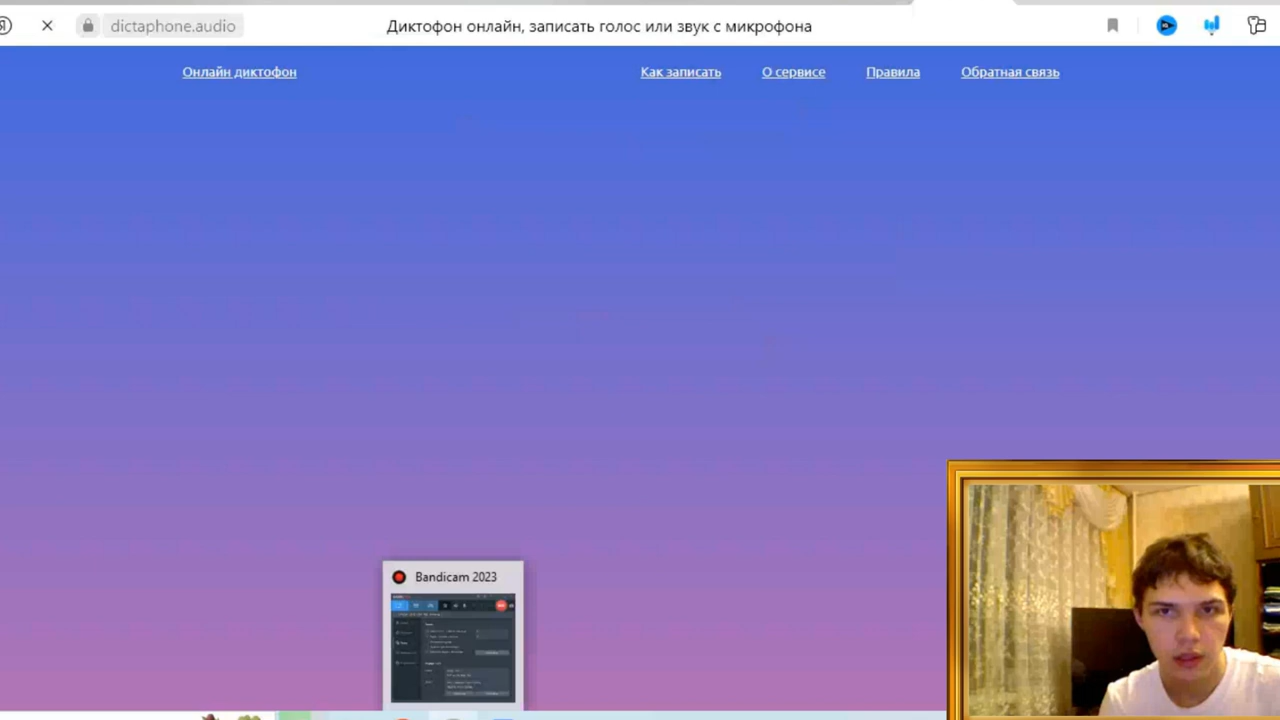 dictaphone.audio
Диктофон онлайн, записать голос или звук с микрофона
Онлайн диктофон
Как записать
О сервисе
Правила
Обратная связь
Bandicam 2023